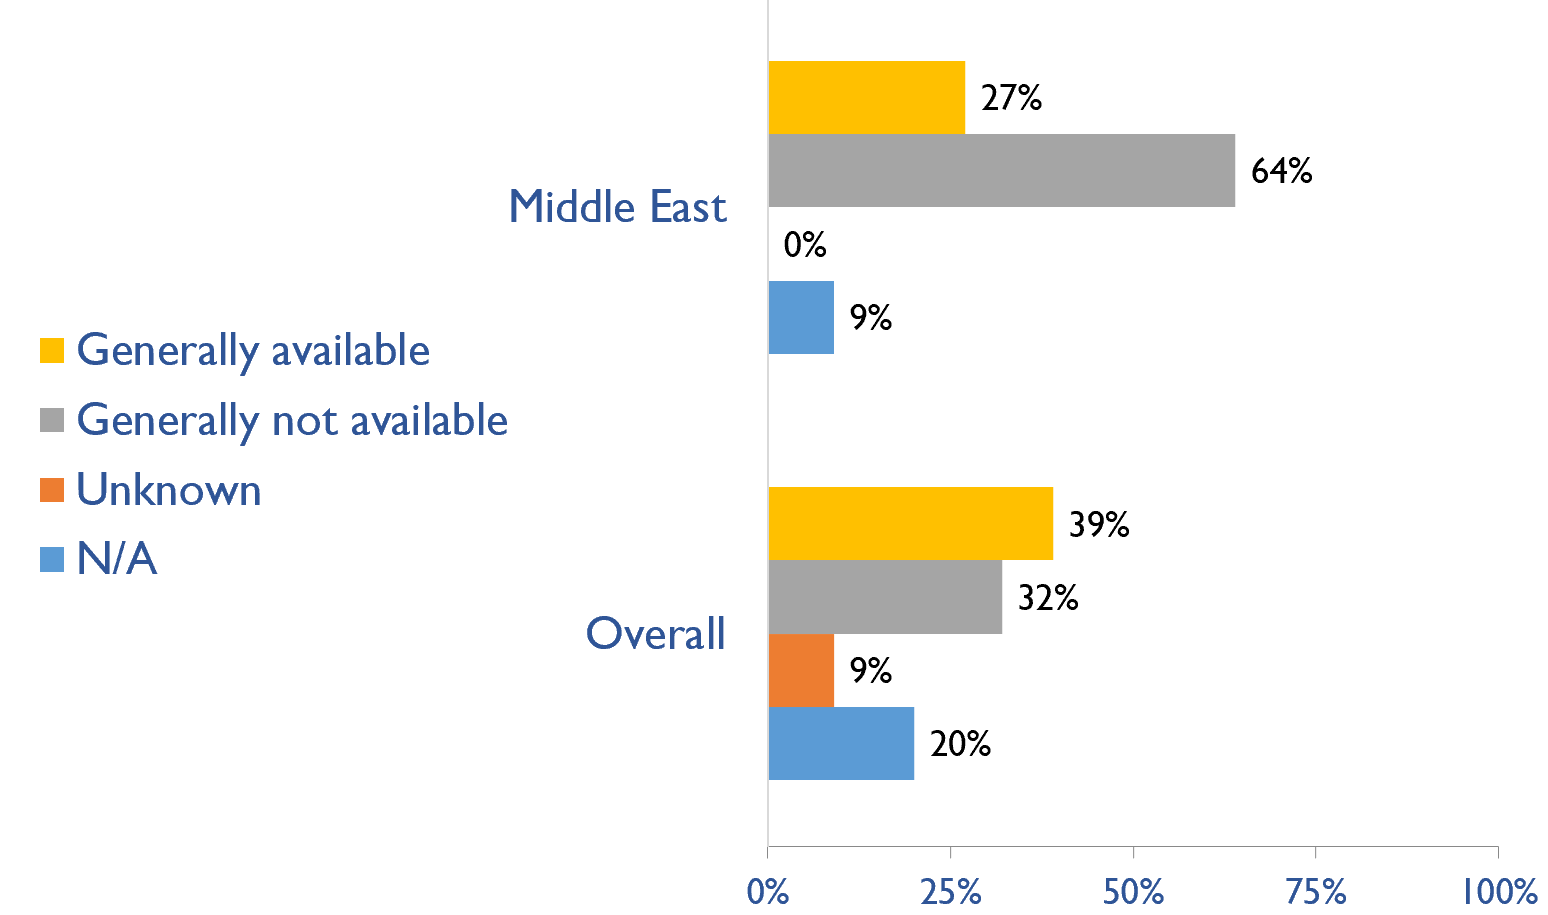 27%
64%
Middle East
0%
9%
Generally available
Generally not available
Unknown
N/A
39%
32%
Overall
9%
20%
0% 25% 50% 75% 100%